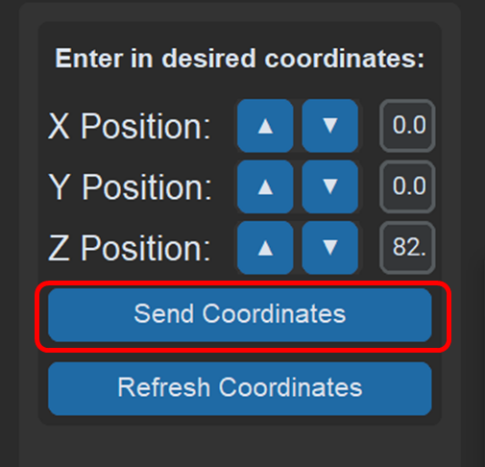 Enter in desired coordinates:
X Position: ▲ ▼ 0.0
Y Position: ▲ ▼ 0.0
Z Position: ▲ ▼ 82.
Send Coordinates
Refresh Coordinates